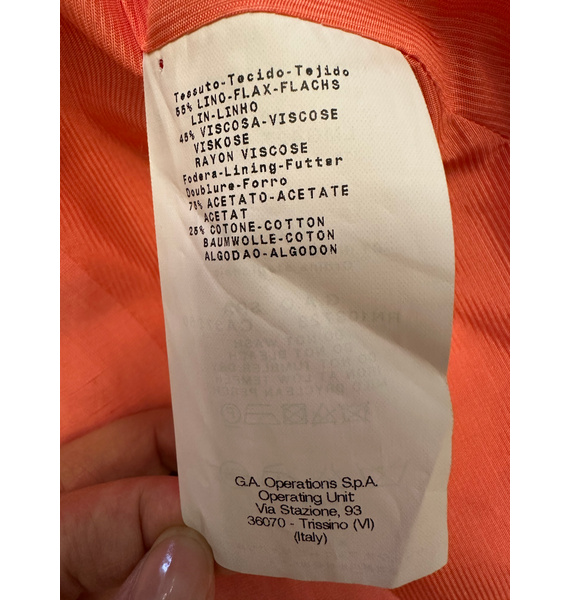 Tessuto-Tecido-Tejido
55% LINO-FLAX-FLACHS
LIN-LINHO
45% VISCOSA-VISCOSE
VISKOSE
RAYON VISCOSE
Fodera-Lining-Futter
Doublure-Forro
75% ACETATO-ACETATE
ACETAT
25% COTONE-COTTON
BAUMWOLLE-COTON
ALGODAO-ALGODON
G.A. Operations S.p.A.
Operating Unit:
Via Stazione, 93
36070 - Trissino (VI)
(Italy)